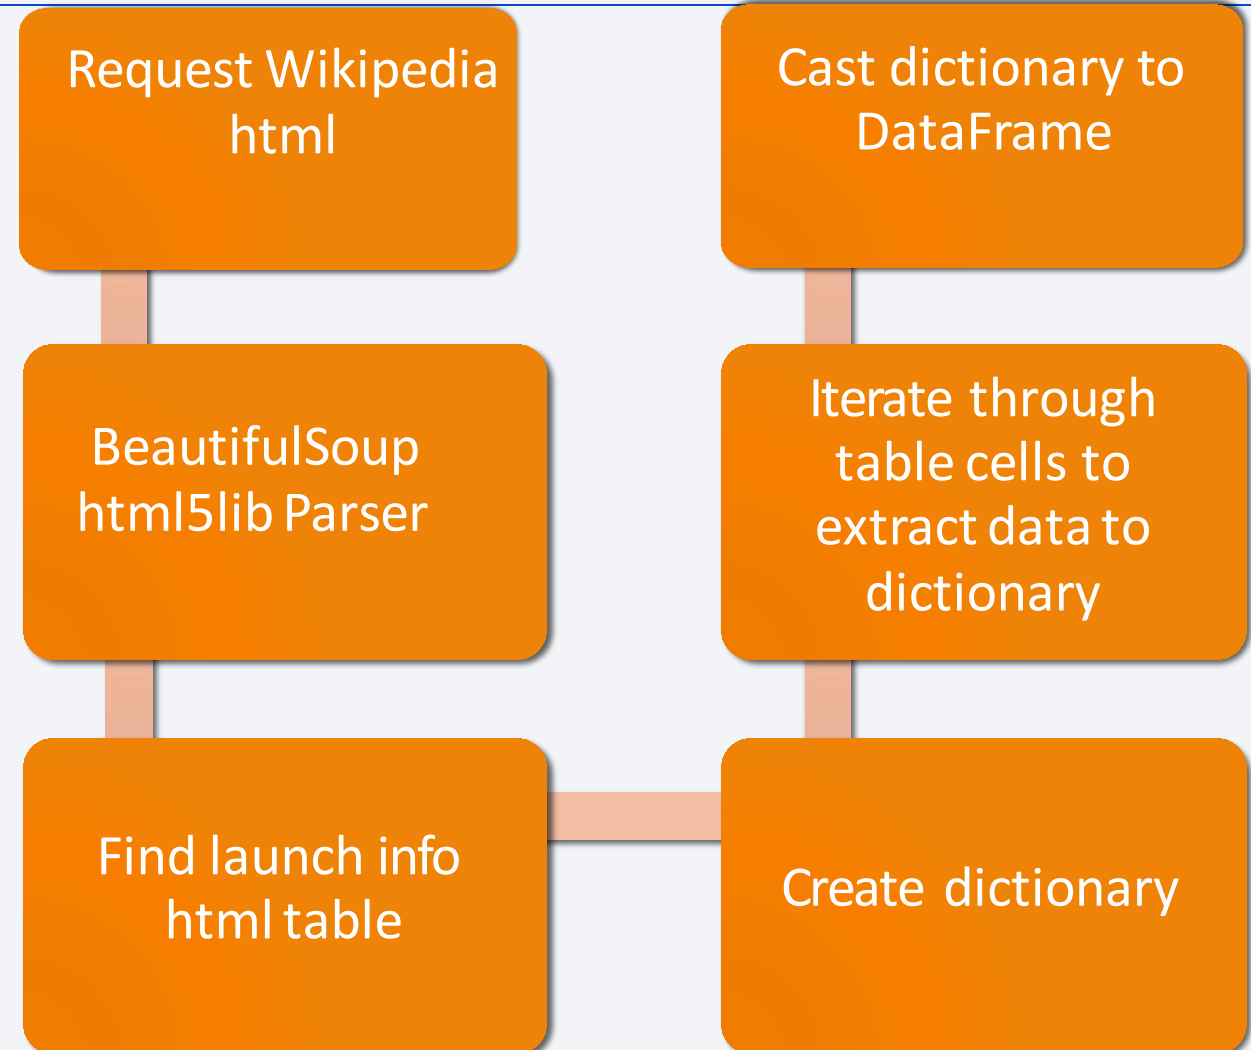 Request Wikipedia
html
BeautifulSoup
html5lib Parser
Find launch info
html table
Create dictionary
Iterate through
table cells to
extract data to
dictionary
Cast dictionary to
DataFrame